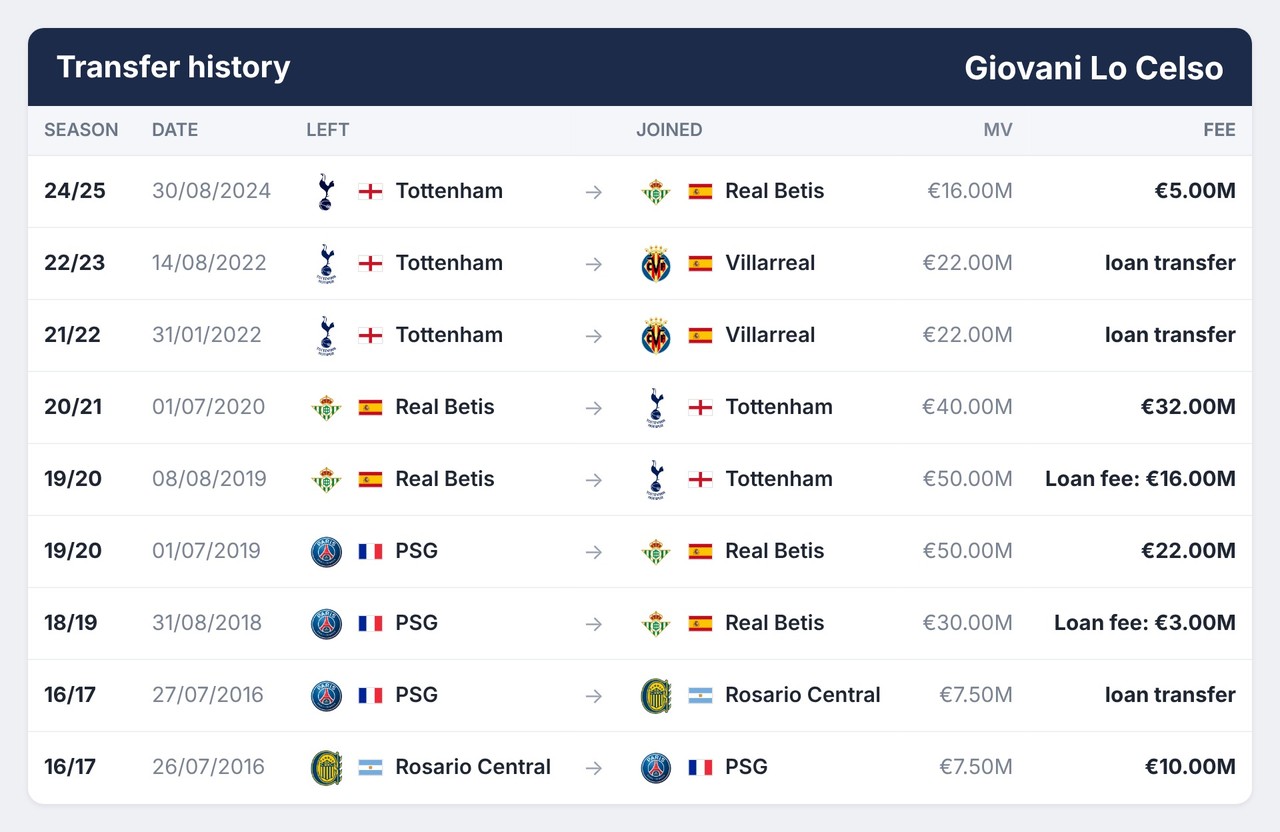 Transfer history Giovani Lo Celso
SEASON DATE LEFT JOINED MV FEE
24/25 30/08/2024 Tottenham → Real Betis €16.00M €5.00M
22/23 14/08/2022 Tottenham → Villarreal €22.00M loan transfer
21/22 31/01/2022 Tottenham → Villarreal €22.00M loan transfer
20/21 01/07/2020 Real Betis → Tottenham €40.00M €32.00M
19/20 08/08/2019 Real Betis → Tottenham €50.00M Loan fee: €16.00M
19/20 01/07/2019 PSG → Real Betis €50.00M €22.00M
18/19 31/08/2018 PSG → Real Betis €30.00M Loan fee: €3.00M
16/17 27/07/2016 PSG → Rosario Central €7.50M loan transfer
16/17 26/07/2016 Rosario Central → PSG €7.50M €10.00M